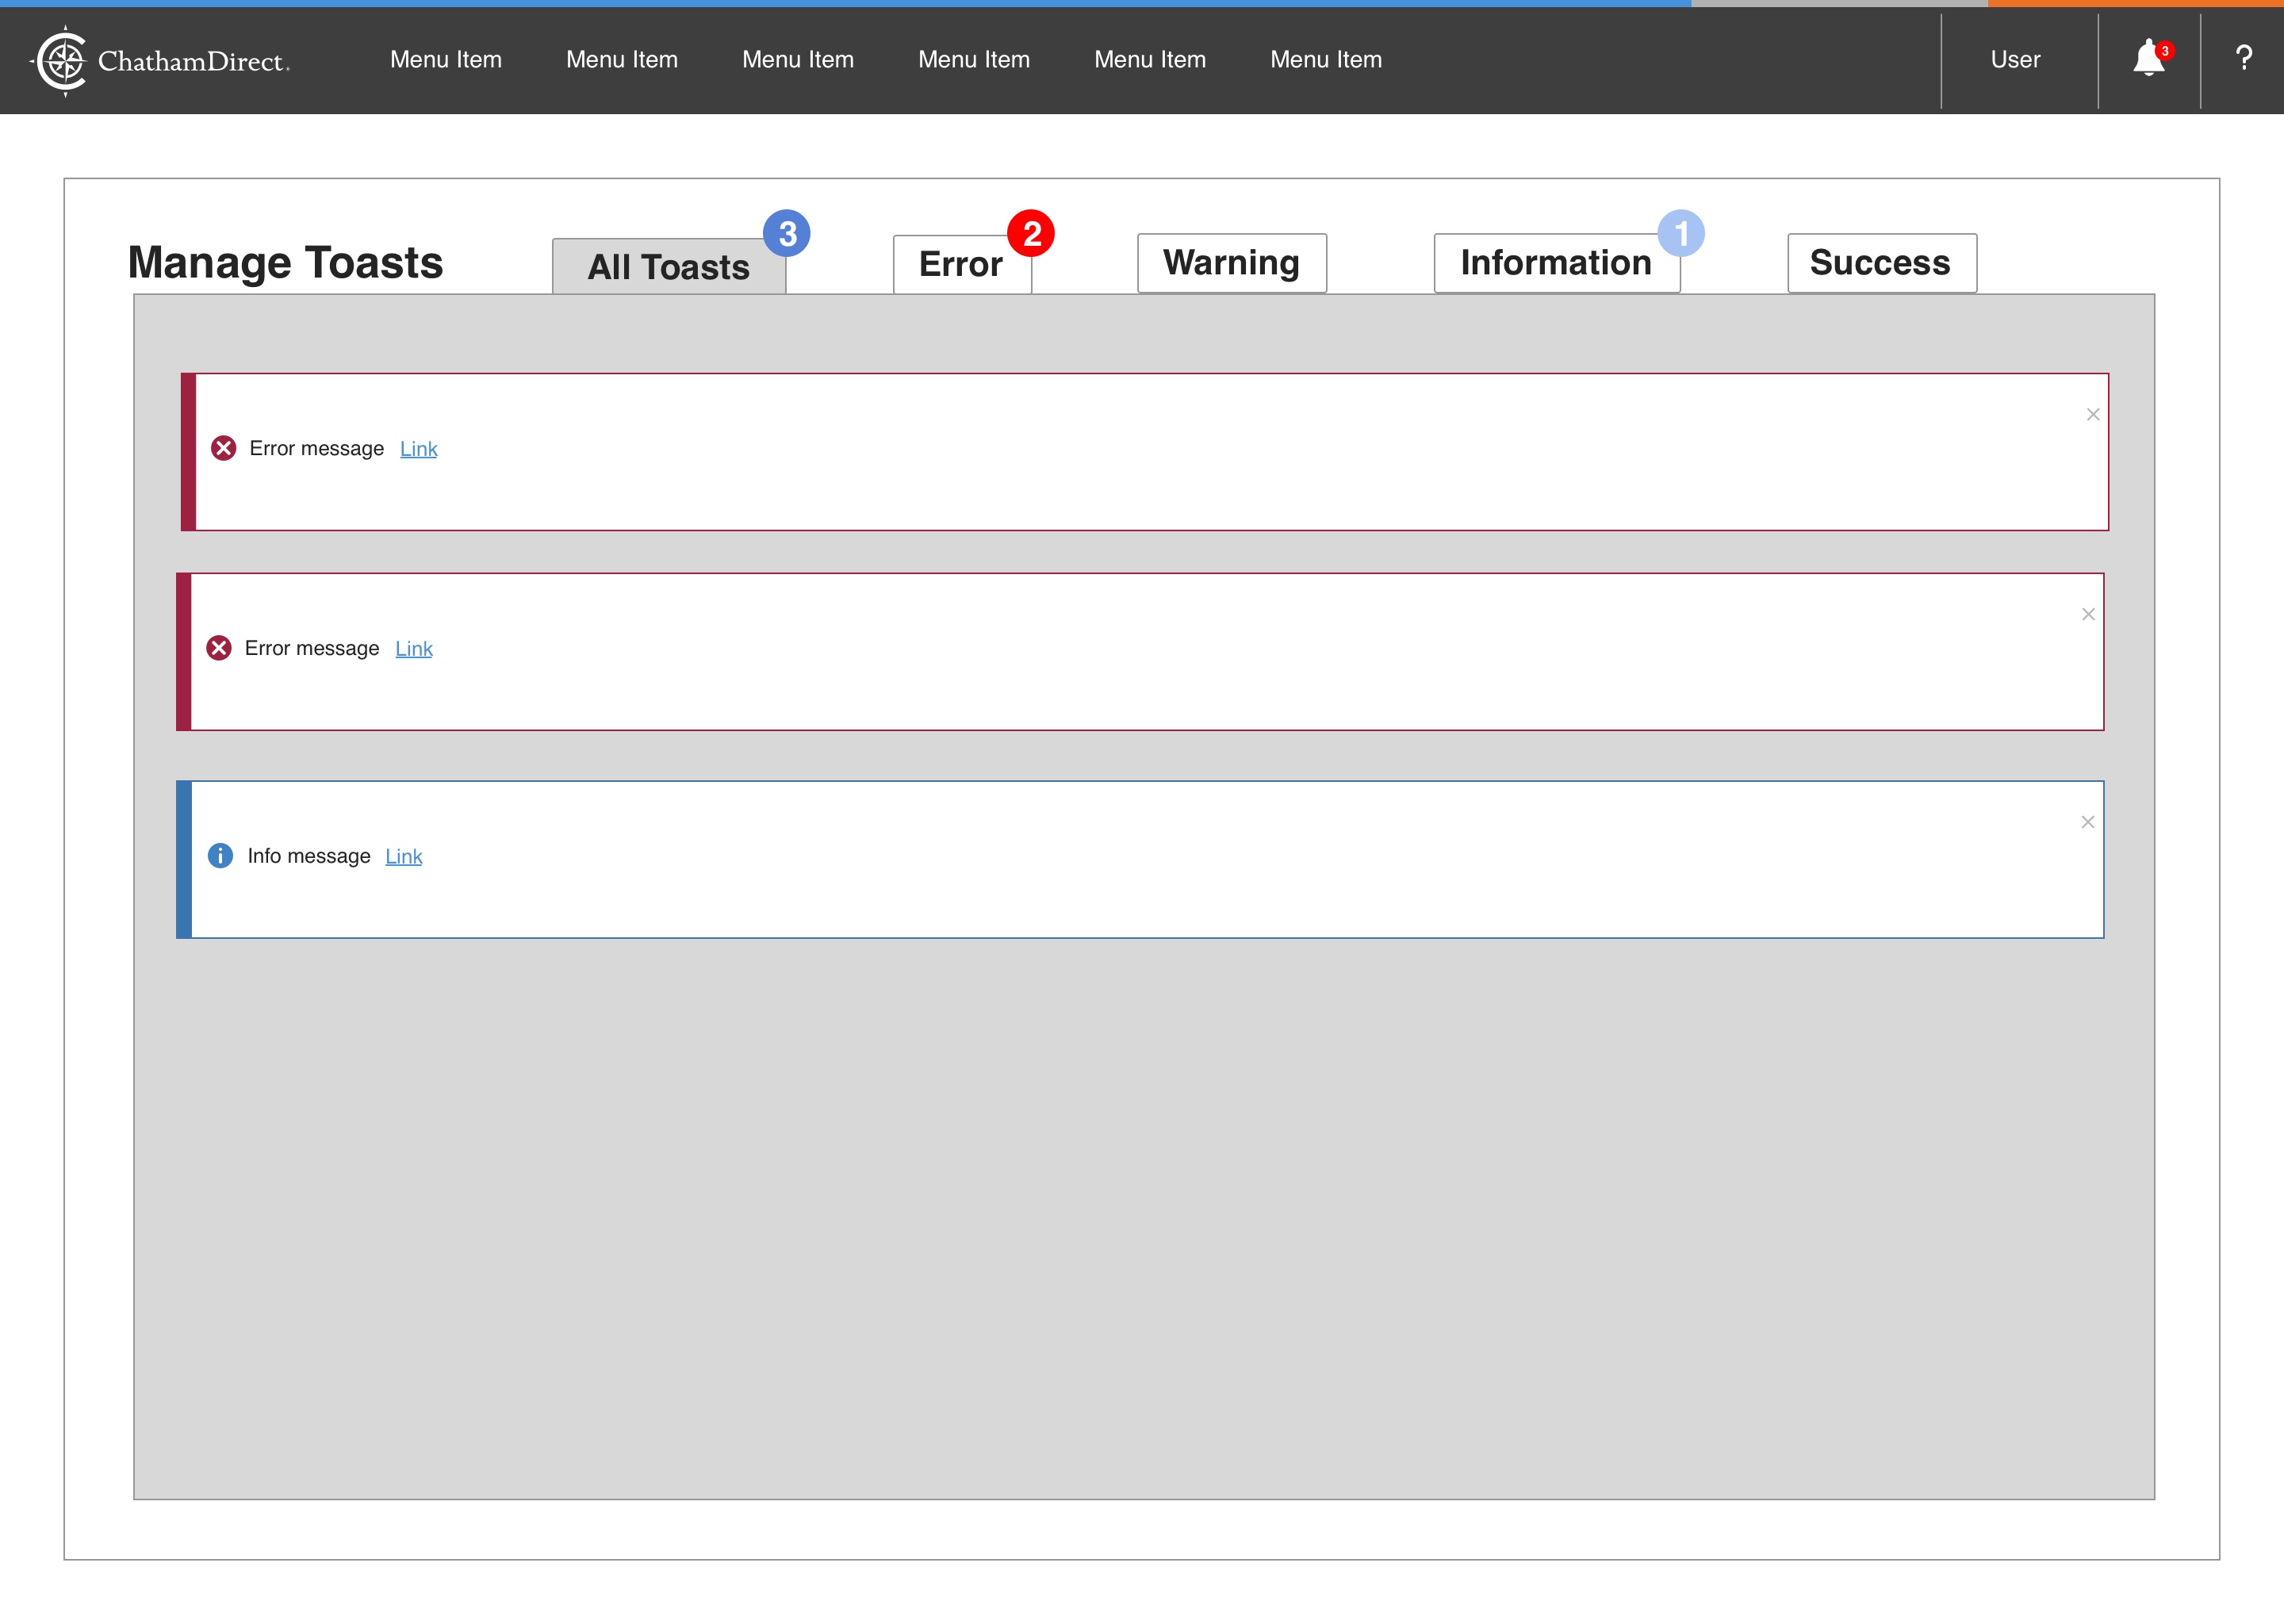 ChathamDirect.
Menu Item Menu Item Menu Item Menu Item Menu Item Menu Item User 3 ?
Manage Toasts All Toasts 3 Error 2 Warning Information 1 Success
Error message Link
Error message Link
Info message Link